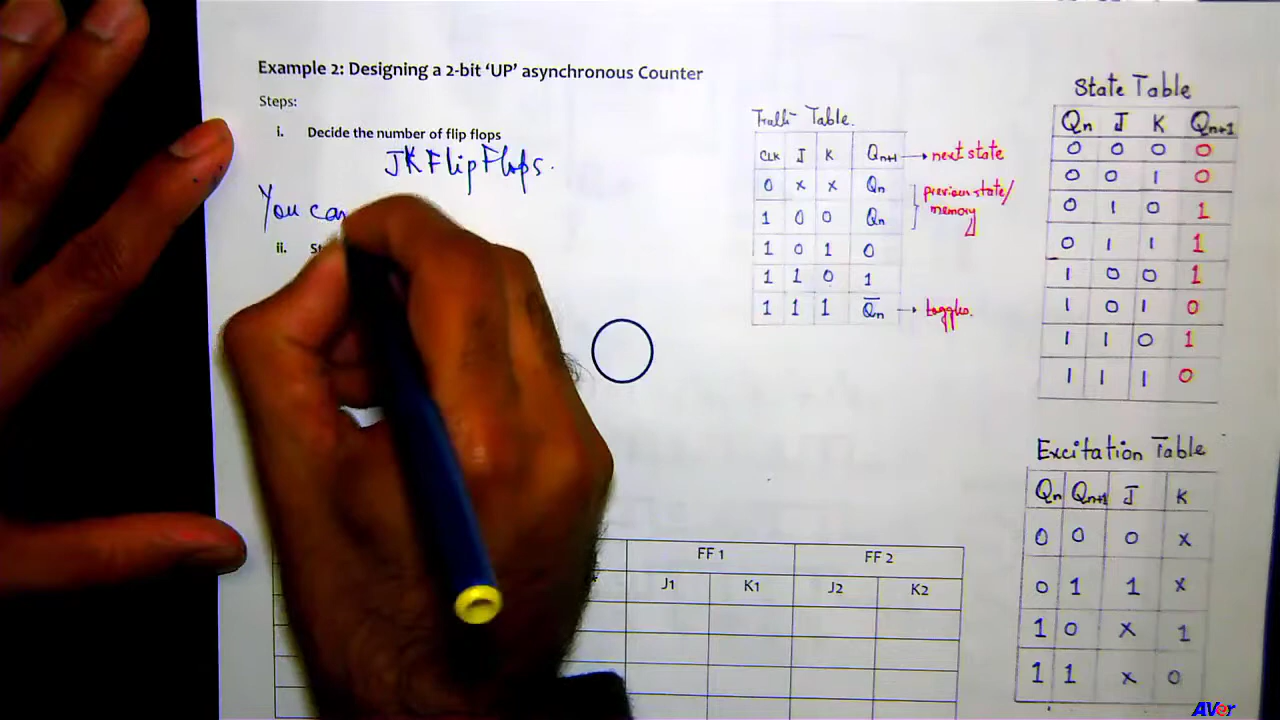 Example 2: Designing a 2-bit ‘UP’ asynchronous Counter
Steps:
i. Decide the number of flip flops
JK Flip Flops.
You can
ii. St
Truth Table.
CLK J K Qn+1 → next state
0 x x Qn previous state/
1 0 0 Qn memory
1 0 1 0
1 1 0 1
1 1 1 Q̅n → toggles.
State Table
Qn J K Qn+1
0 0 0 0
0 0 1 0
0 1 0 1
0 1 1 1
1 0 0 1
1 0 1 0
1 1 0 1
1 1 1 0
Excitation Table
Qn Qn+1 J K
0 0 0 x
0 1 1 x
1 0 x 1
1 1 x 0
FF 1 FF 2
J1 K1 J2 K2
AVer